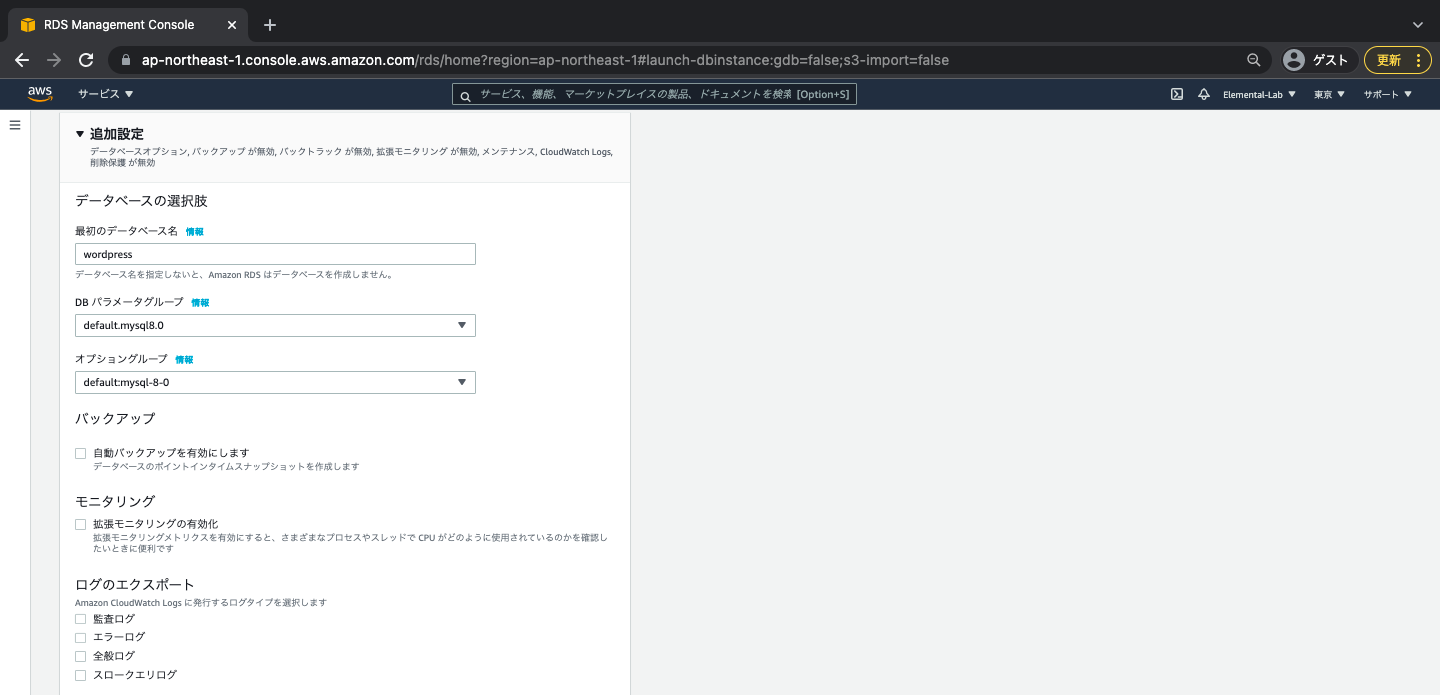 RDS Management Console
ap-northeast-1.console.aws.amazon.com/rds/home?region=ap-northeast-1#launch-dbinstance:gdb=false;s3-import=false
ゲスト
更新
aws
サービス ▼
サービス、機能、マーケットプレイスの製品、ドキュメントを検索 [Option+S]
Elemental-Lab ▼
東京 ▼
サポート ▼
▼ 追加設定
データベースオプション, バックアップ が無効, バックトラック が無効, 拡張モニタリング が無効, メンテナンス, CloudWatch Logs,
削除保護 が無効
データベースの選択肢
最初のデータベース名 情報
wordpress
データベース名を指定しないと、Amazon RDS はデータベースを作成しません。
DB パラメータグループ 情報
default.mysql8.0
オプショングループ 情報
default:mysql-8-0
バックアップ
自動バックアップを有効にします
データベースのポイントインタイムスナップショットを作成します
モニタリング
拡張モニタリングの有効化
拡張モニタリングメトリクスを有効にすると、さまざまなプロセスやスレッドで CPU がどのように使用されているのかを確認し
たいときに便利です
ログのエクスポート
Amazon CloudWatch Logs に発行するログタイプを選択します
監査ログ
エラーログ
全般ログ
スロークエリログ